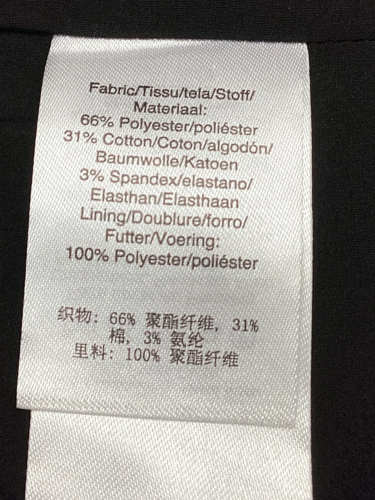 Fabric/Tissu/tela/Stoff/
Materiaal:
66% Polyester/poliéster
31% Cotton/Coton/algodón/
Baumwolle/Katoen
3% Spandex/elastano/
Elasthan/Elasthaan
Lining/Doublure/forro/
Futter/Voering:
100% Polyester/poliéster
织物: 66% 聚酯纤维, 31%
棉, 3% 氨纶
里料: 100% 聚酯纤维